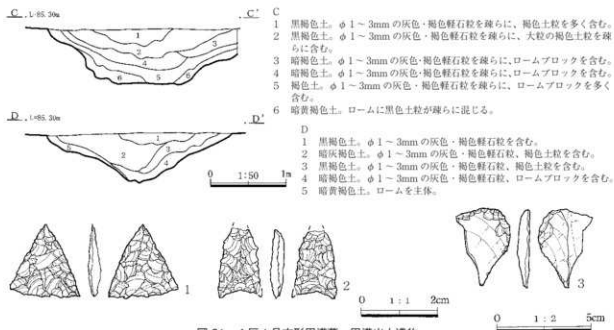 C L=85.30m C'
1 2 3 4 5 6 6
D L=85.30m D'
1 2 3 4 5
0 1:50 1m
C
1 黒褐色土。φ1～3mmの灰色・褐色軽石粒を疎らに、褐色土粒を多く含む。
2 黒褐色土。φ1～3mmの灰色・褐色軽石粒を疎らに、大粒の褐色土粒を疎
らに含む。
3 暗褐色土。φ1～3mmの灰色・褐色軽石粒を疎らに、ロームブロックを含む。
4 暗褐色土。φ1～3mmの灰色・褐色軽石粒を疎らに、ロームブロックを含む。
5 褐色土。φ1～3mmの灰色・褐色軽石粒を疎らに、ロームブロックを多く
含む。
6 暗黄褐色土。ロームに黒色土粒が疎らに混じる。
D
1 黒褐色土。φ1～3mmの灰色・褐色軽石粒を含む。
2 暗灰褐色土。φ1～3mmの灰色・褐色軽石粒、褐色土粒を含む。
3 黒褐色土。φ1～3mmの灰色・褐色軽石粒、褐色土粒を含む。
4 暗褐色土。φ1～3mmの灰色・褐色軽石粒、ロームブロックを含む。
5 暗黄褐色土。ロームを主体。
1
2
3
0 1:1 2cm
0 1:2 5cm